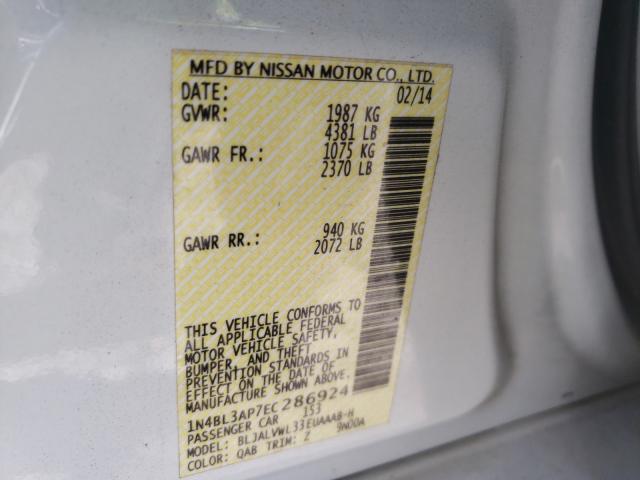 MFD BY NISSAN MOTOR CO., LTD.
DATE: 02/14
GVWR: 1987 KG
4381 LB
GAWR FR.: 1075 KG
2370 LB
GAWR RR.: 940 KG
2072 LB
THIS VEHICLE CONFORMS TO
ALL APPLICABLE FEDERAL
MOTOR VEHICLE SAFETY,
BUMPER, AND THEFT
PREVENTION STANDARDS IN
EFFECT ON THE DATE OF
MANUFACTURE SHOWN ABOVE.
1N4BL3AP7EC286924
PASSENGER CAR 153
MODEL: BLJALVWL33EUAAAB-H
COLOR: QAB TRIM: Z 9N00A